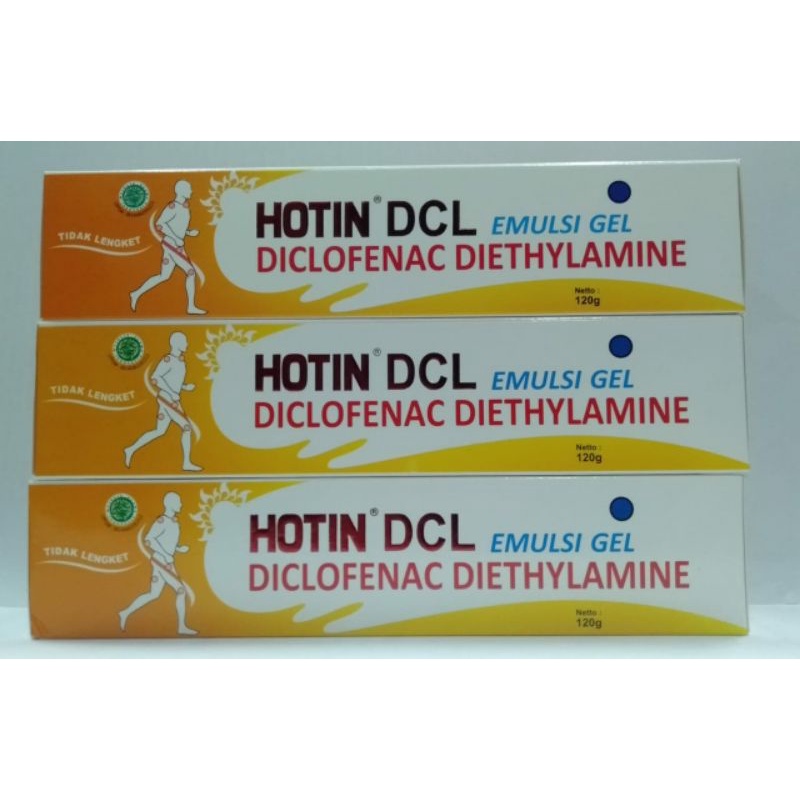 TIDAK LENGKET
HOTIN® DCL EMULSI GEL
DICLOFENAC DIETHYLAMINE
Netto :
120g
TIDAK LENGKET
HOTIN® DCL EMULSI GEL
DICLOFENAC DIETHYLAMINE
Netto :
120g
TIDAK LENGKET
HOTIN® DCL EMULSI GEL
DICLOFENAC DIETHYLAMINE
Netto :
120g